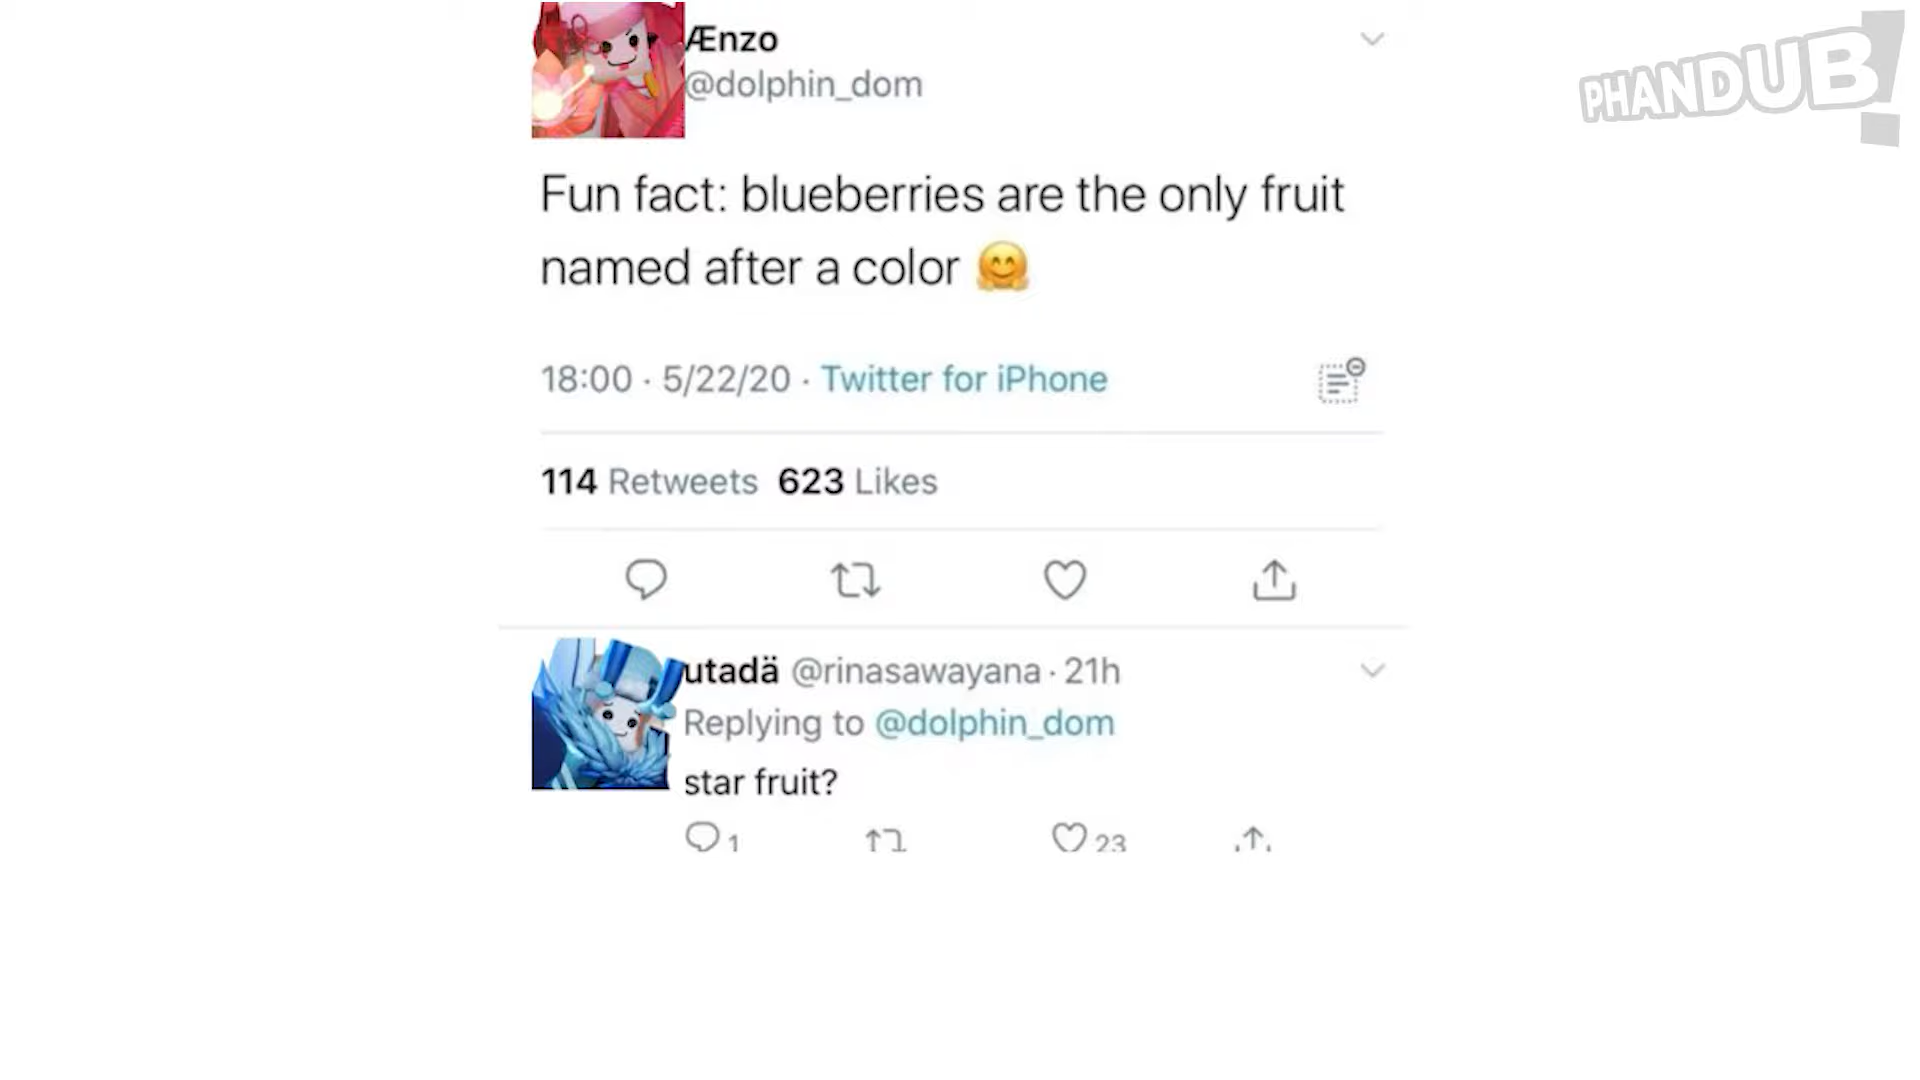 PHANDUB!
Ænzo
@dolphin_dom
Fun fact: blueberries are the only fruit
named after a color 🤗
18:00 · 5/22/20 · Twitter for iPhone
114 Retweets 623 Likes
utadä @rinasawayana · 21h
Replying to @dolphin_dom
star fruit?
1 23